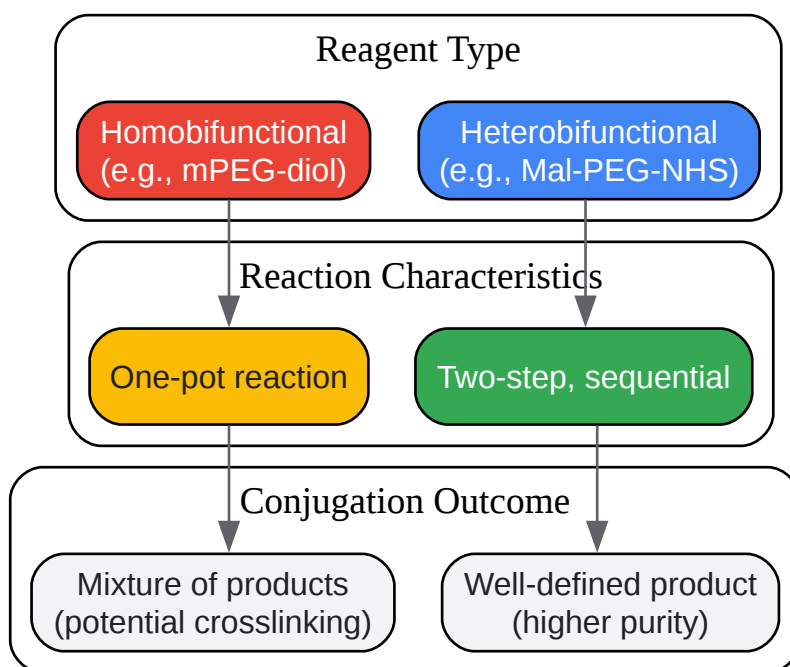 Reagent Type
Homobifunctional
(e.g., mPEG-diol)
Heterobifunctional
(e.g., Mal-PEG-NHS)
Reaction Characteristics
One-pot reaction
Two-step, sequential
Conjugation Outcome
Mixture of products
(potential crosslinking)
Well-defined product
(higher purity)